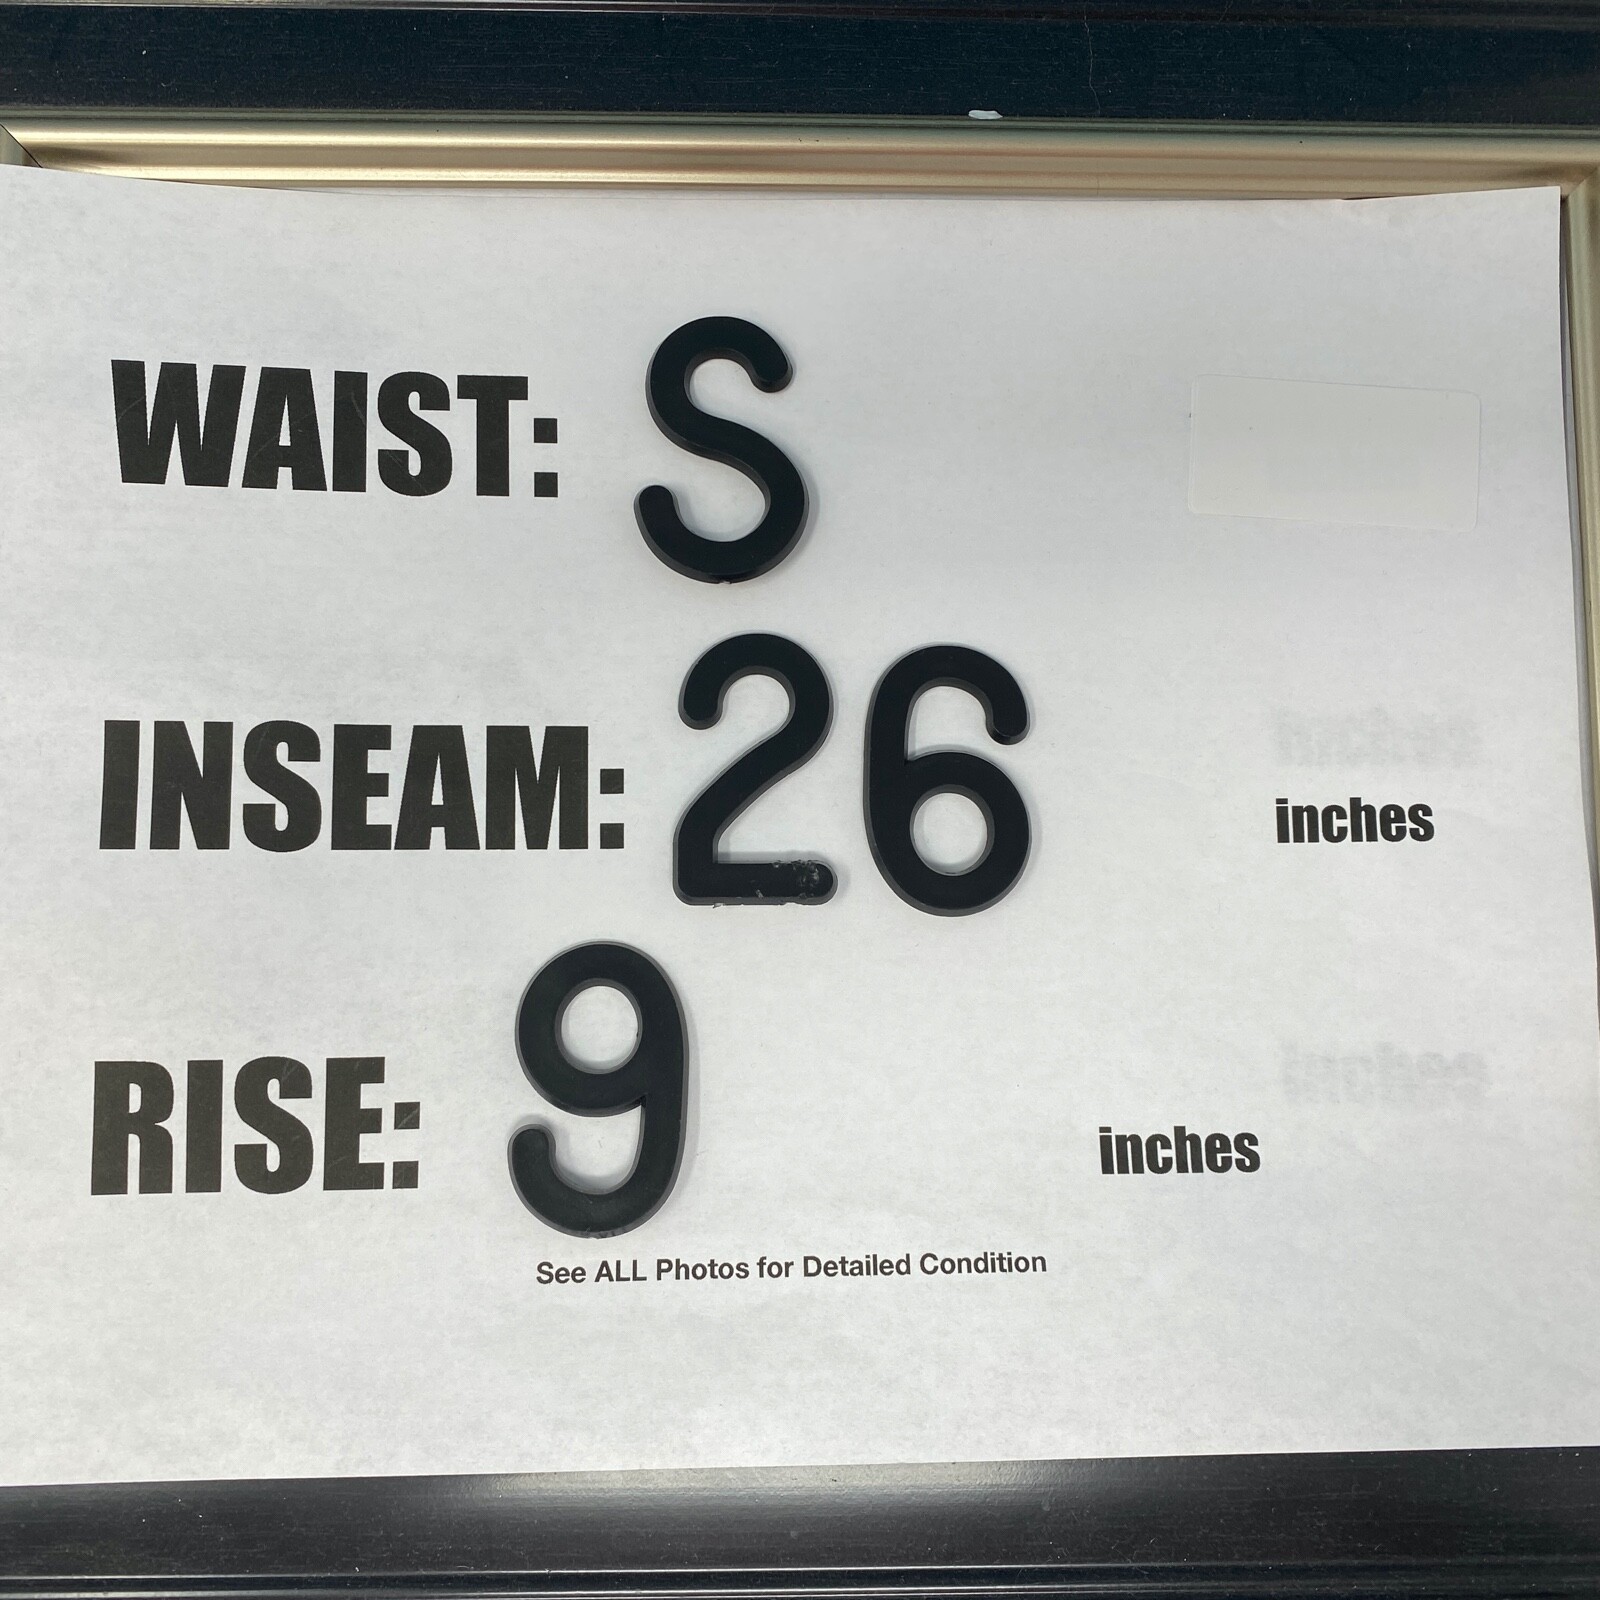 WAIST: S
INSEAM: 26 inches
RISE: 9 inches
See ALL Photos for Detailed Condition